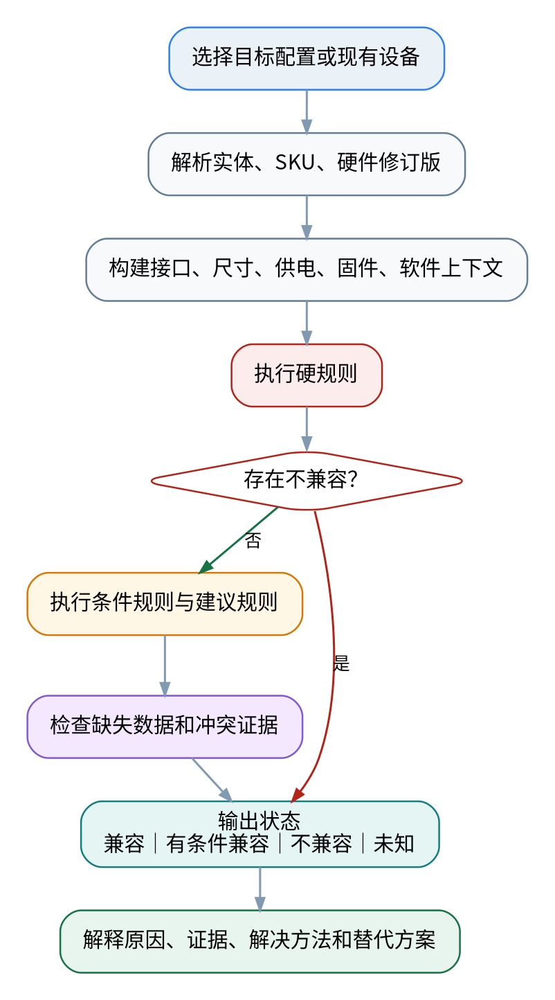 选择目标配置或现有设备
解析实体、SKU、硬件修订版
构建接口、尺寸、供电、固件、软件上下文
执行硬规则
存在不兼容？
否
执行条件规则与建议规则
是
检查缺失数据和冲突证据
输出状态
兼容｜有条件兼容｜不兼容｜未知
解释原因、证据、解决方法和替代方案